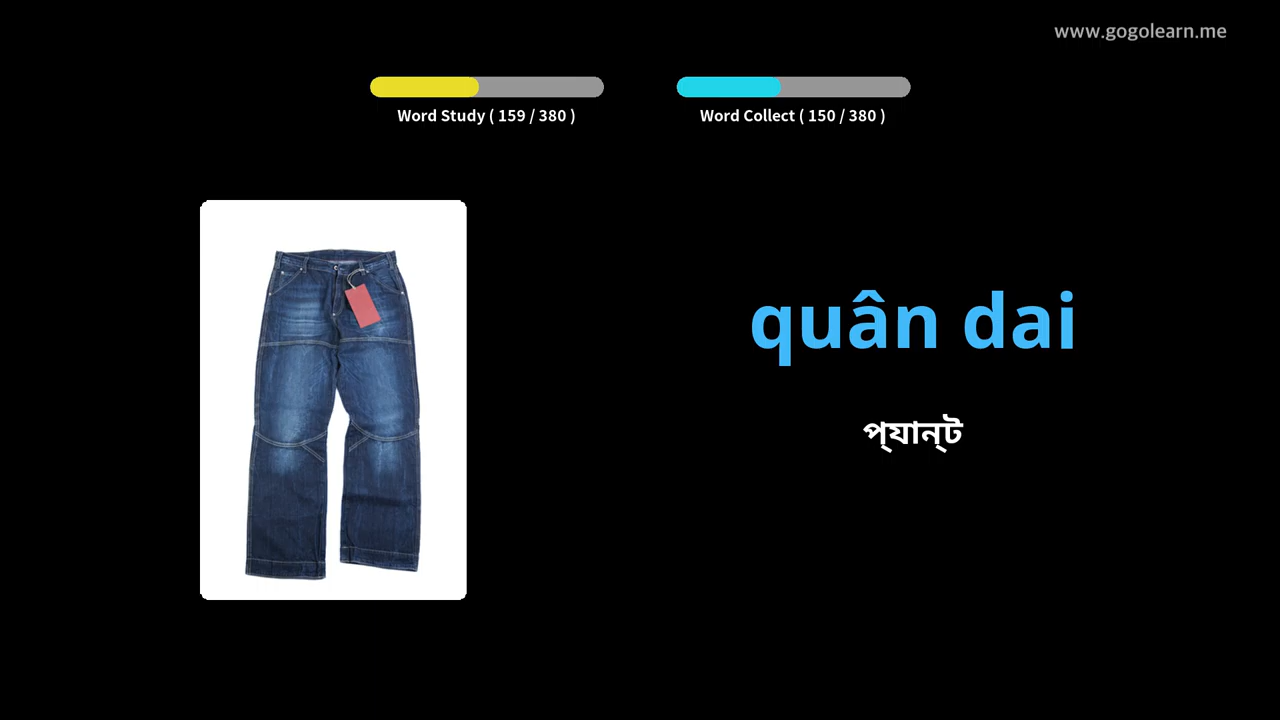 www.gogolearn.me
Word Study ( 159 / 380 )
Word Collect ( 150 / 380 )
quân dai
প্যান্ট